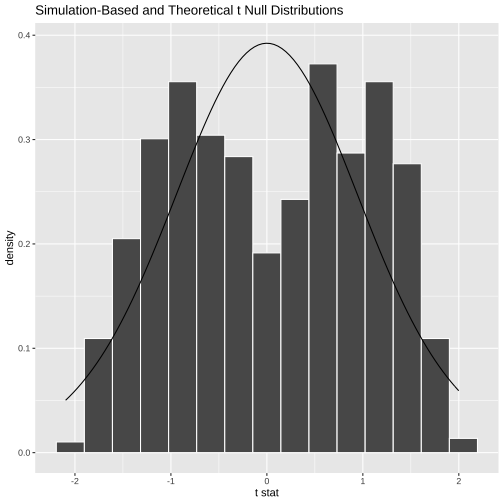 Simulation-Based and Theoretical t Null Distributions
0.4
0.3
0.2
0.1
0.0
density
-2 -1 0 1 2
t stat